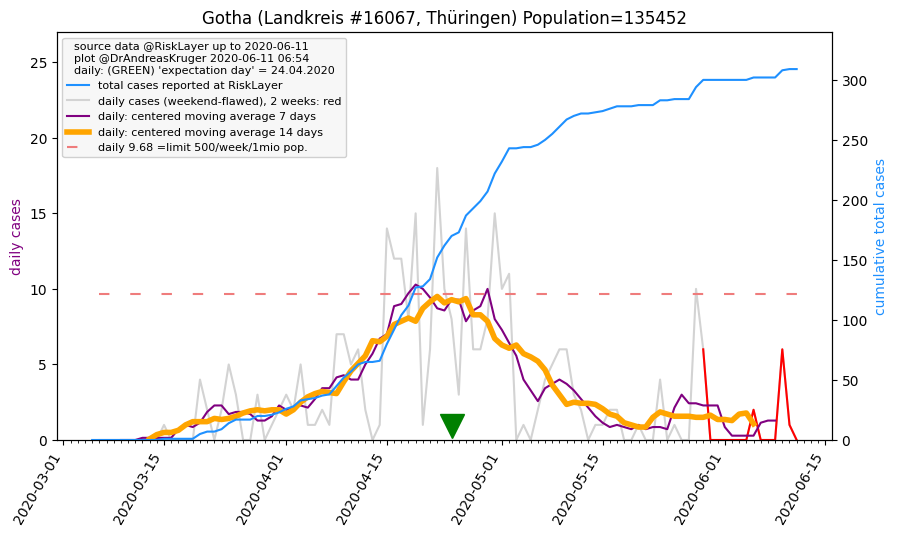 Gotha (Landkreis #16067, Thüringen) Population=135452
source data @RiskLayer up to 2020-06-11
plot @DrAndreasKruger 2020-06-11 06:54
daily: (GREEN) 'expectation day' = 24.04.2020
total cases reported at RiskLayer
daily cases (weekend-flawed), 2 weeks: red
daily: centered moving average 7 days
daily: centered moving average 14 days
daily 9.68 =limit 500/week/1mio pop.
daily cases
25
20
15
10
5
0
cumulative total cases
300
250
200
150
100
50
0
2020-03-01
2020-03-15
2020-04-01
2020-04-15
2020-05-01
2020-05-15
2020-06-01
2020-06-15